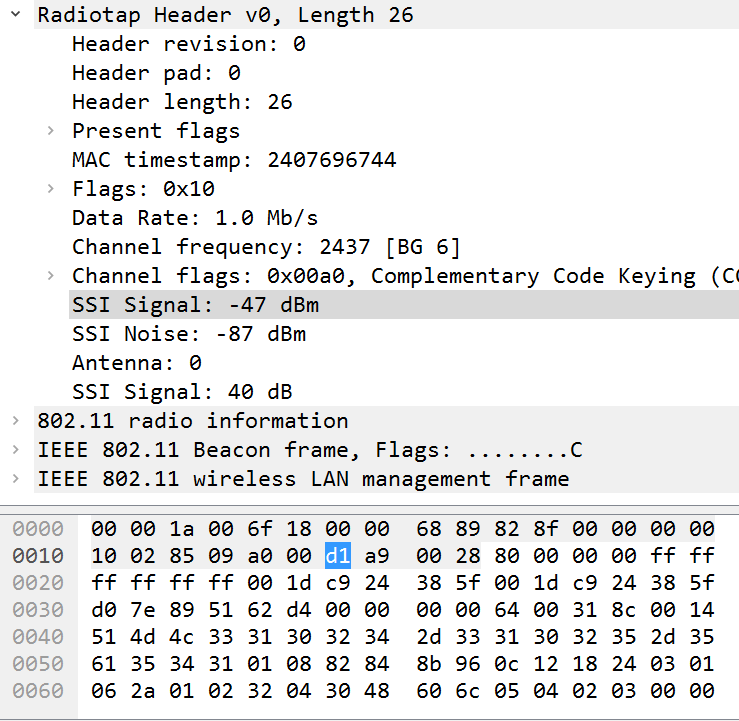 Radiotap Header v0, Length 26
Header revision: 0
Header pad: 0
Header length: 26
Present flags
MAC timestamp: 2407696744
Flags: 0x10
Data Rate: 1.0 Mb/s
Channel frequency: 2437 [BG 6]
Channel flags: 0x00a0, Complementary Code Keying (CC
SSI Signal: -47 dBm
SSI Noise: -87 dBm
Antenna: 0
SSI Signal: 40 dB
802.11 radio information
IEEE 802.11 Beacon frame, Flags: ........C
IEEE 802.11 wireless LAN management frame
0000 00 00 1a 00 6f 18 00 00 68 89 82 8f 00 00 00 00
0010 10 02 85 09 a0 00 d1 a9 00 28 80 00 00 00 ff ff
0020 ff ff ff ff 00 1d c9 24 38 5f 00 1d c9 24 38 5f
0030 d0 7e 89 51 62 d4 00 00 00 00 64 00 31 8c 00 14
0040 51 4d 4c 33 31 30 32 34 2d 33 31 30 32 35 2d 35
0050 61 35 34 31 01 08 82 84 8b 96 0c 12 18 24 03 01
0060 06 2a 01 02 32 04 30 48 60 6c 05 04 02 03 00 00